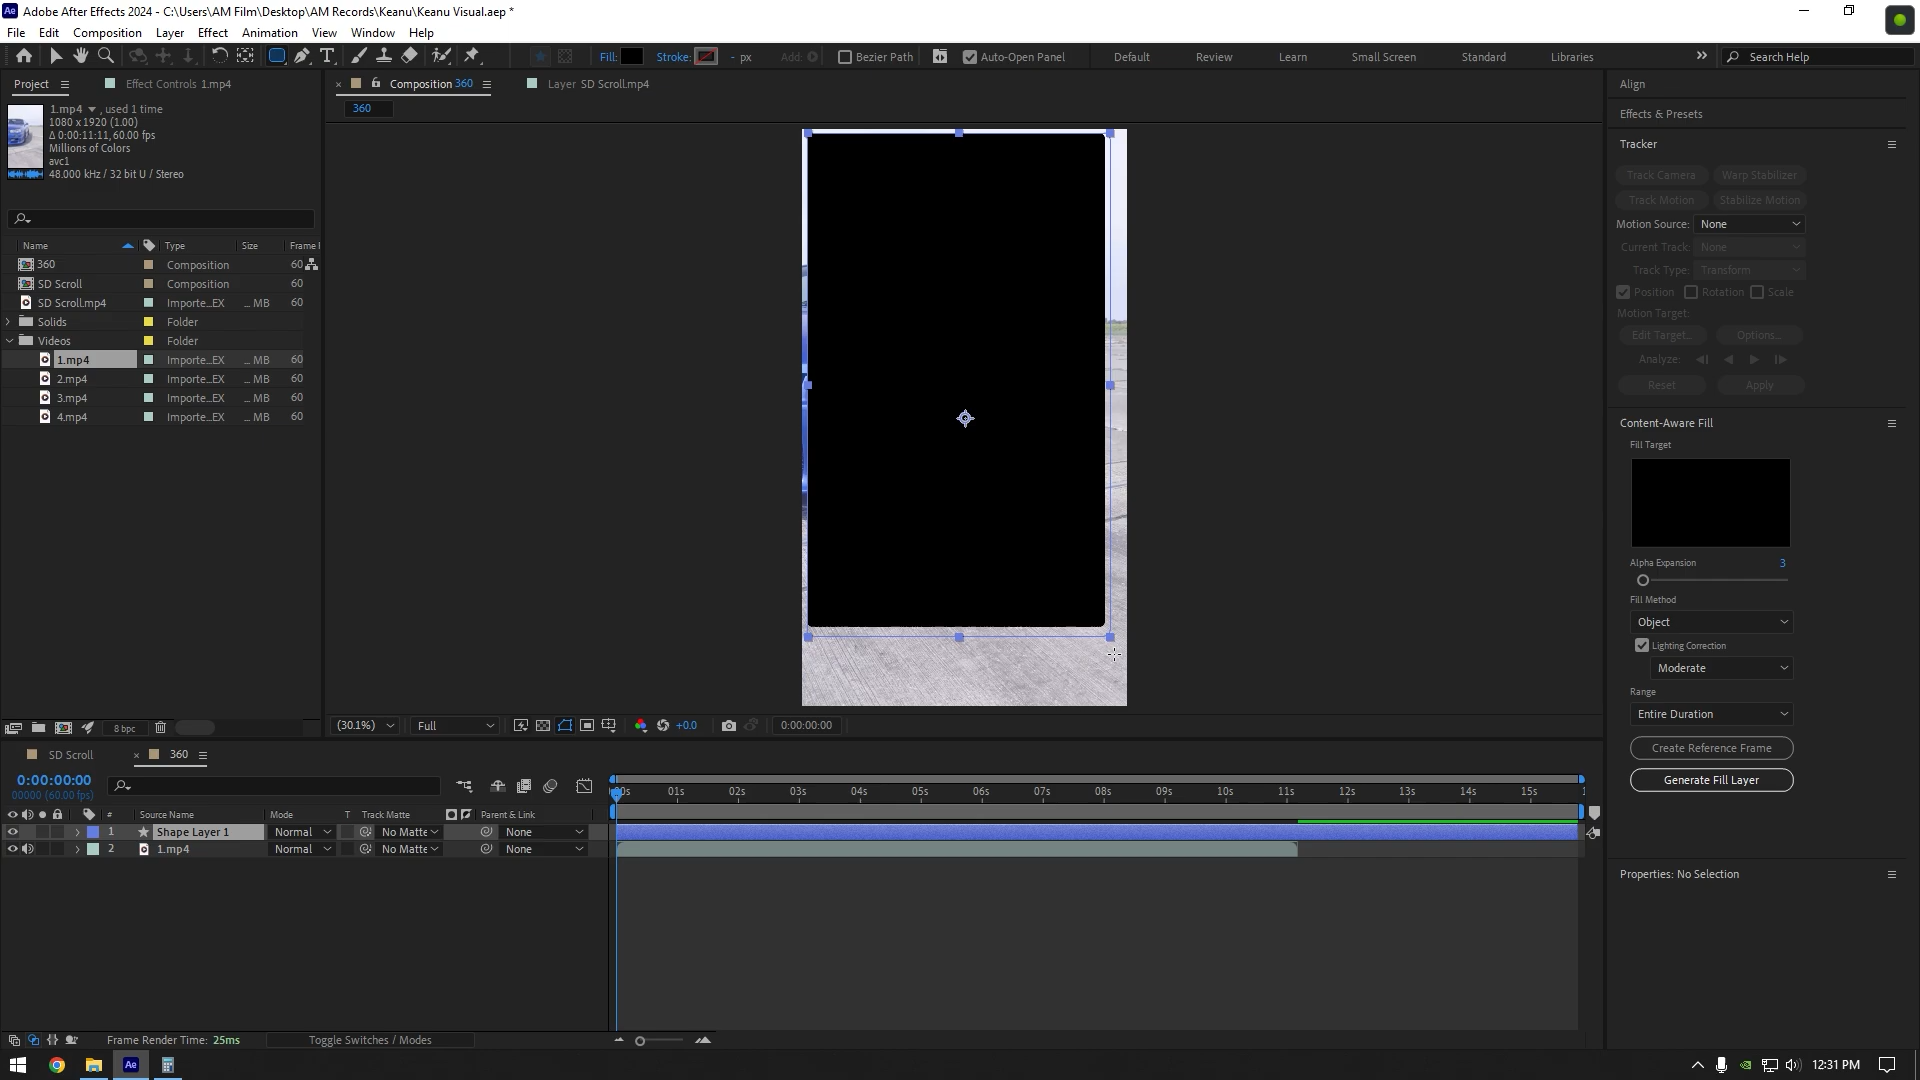 Adobe After Effects 2024 - C:\Users\AM Film\Desktop\AM Records\Keanu\Keanu Visual.aep *
File Edit Composition Layer Effect Animation View Window Help
Fill: Stroke: - px Add: Bezier Path Auto-Open Panel Default Review Learn Small Screen Standard Libraries Search Help
Project Effect Controls 1.mp4
Composition 360 Layer SD Scroll.mp4
360
1.mp4 , used 1 time
1080 x 1920 (1.00)
Δ 0:00:11:11, 60.00 fps
Millions of Colors
avc1
48.000 kHz / 32 bit U / Stereo
Name Type Size Frame
360 Composition 60
SD Scroll Composition 60
SD Scroll.mp4 Importe...EX ... MB 60
Solids Folder
Videos Folder
1.mp4 Importe...EX ... MB 60
2.mp4 Importe...EX ... MB 60
3.mp4 Importe...EX ... MB 60
4.mp4 Importe...EX ... MB 60
8 bpc
(30.1%) Full +0.0 0:00:00:00
Align
Effects & Presets
Tracker
Track Camera Warp Stabilizer
Track Motion Stabilize Motion
Motion Source: None
Current Track: None
Track Type: Transform
Position Rotation Scale
Motion Target:
Edit Target... Options...
Analyze:
Reset Apply
Content-Aware Fill
Fill Target
Alpha Expansion 3
Fill Method
Object
Lighting Correction
Moderate
Range
Entire Duration
Create Reference Frame
Generate Fill Layer
Properties: No Selection
SD Scroll 360
0:00:00:00
00000 (60.00 fps)
:00s 01s 02s 03s 04s 05s 06s 07s 08s 09s 10s 11s 12s 13s 14s 15s 1
# Source Name Mode T Track Matte Parent & Link
1 Shape Layer 1 Normal No Matte None
2 1.mp4 Normal No Matte None
Frame Render Time: 25ms Toggle Switches / Modes
Ae
12:31 PM